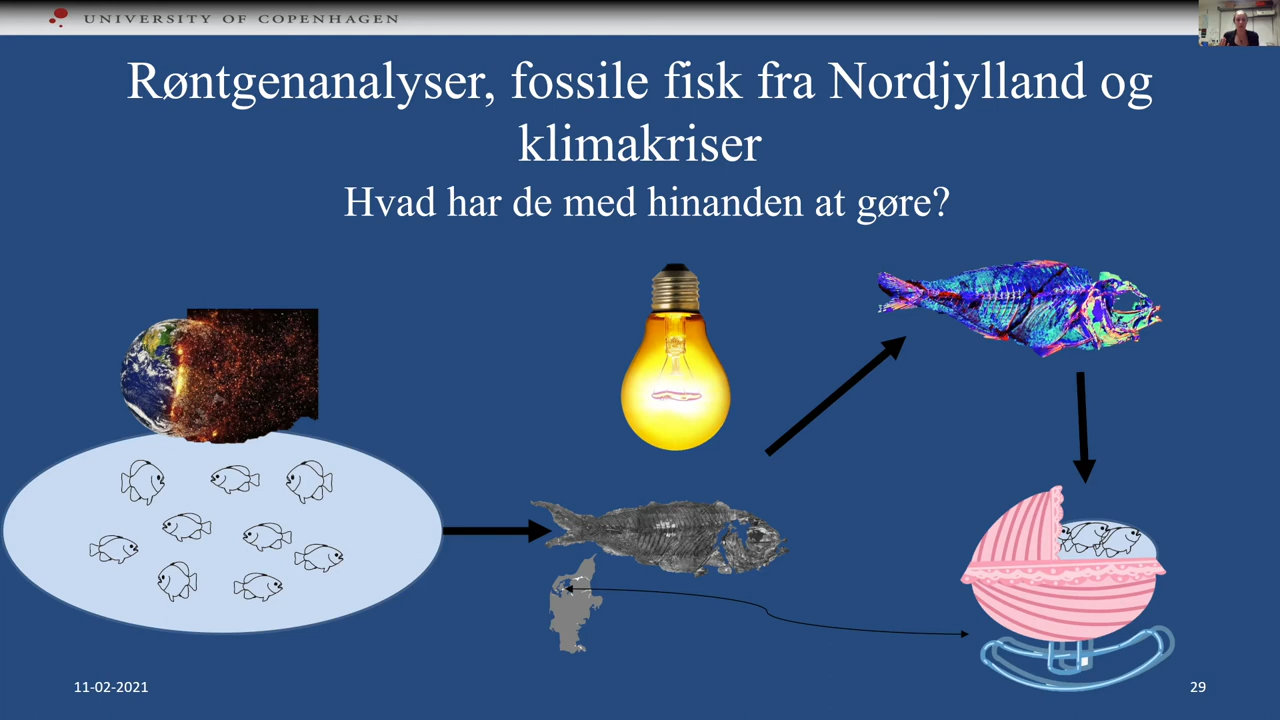 UNIVERSITY OF COPENHAGEN
Røntgenanalyser, fossile fisk fra Nordjylland og
klimakriser
Hvad har de med hinanden at gøre?
11-02-2021
29